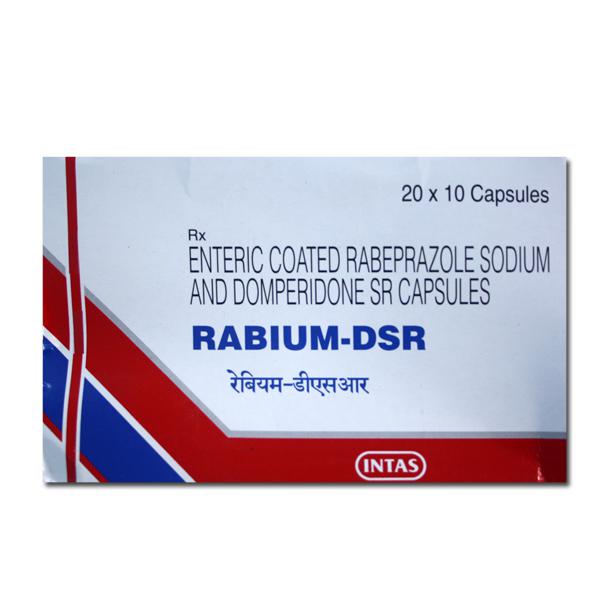 20 x 10 Capsules
Rx
ENTERIC COATED RABEPRAZOLE SODIUM
AND DOMPERIDONE SR CAPSULES
RABIUM-DSR
रेबियम-डीएसआर
INTAS